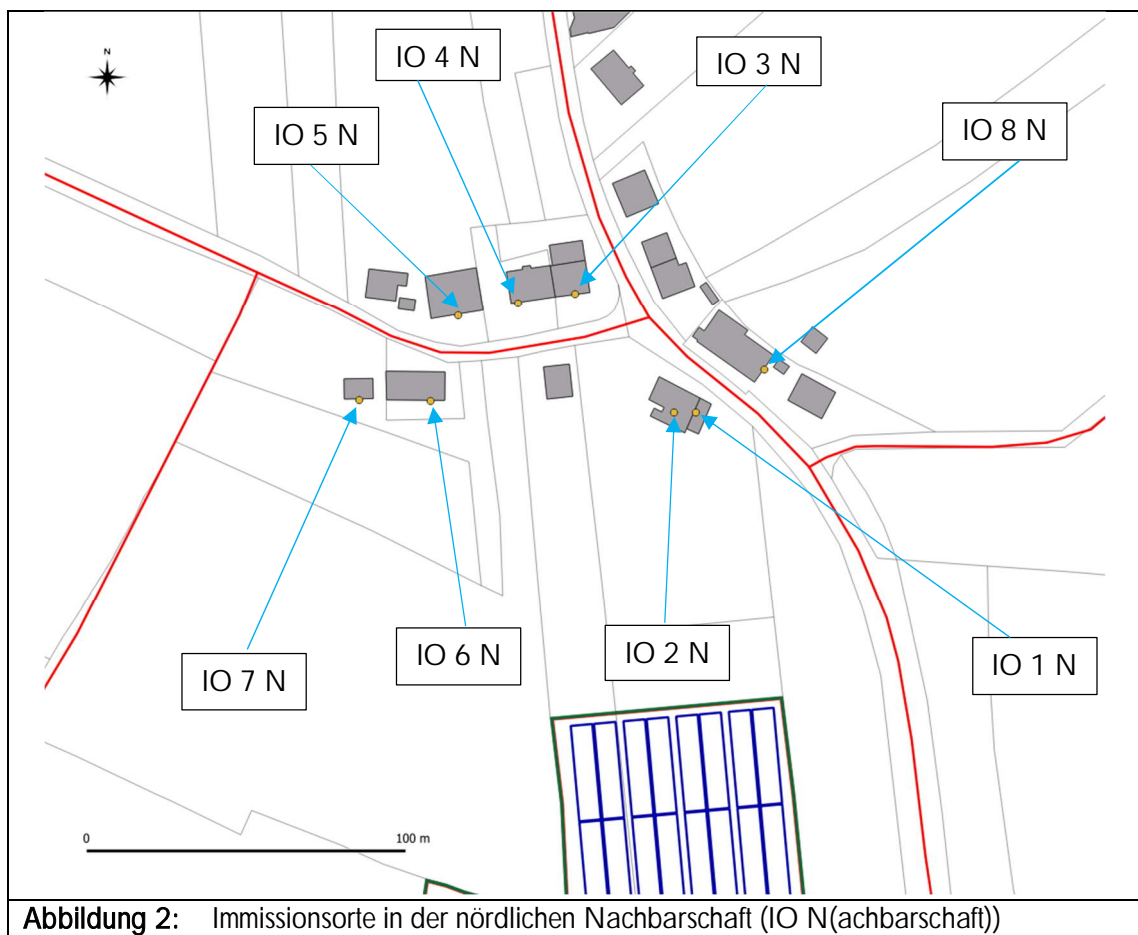 N
IO 4 N
IO 3 N
IO 5 N
IO 8 N
IO 7 N
IO 6 N
IO 2 N
IO 1 N
0
100 m
Abbildung 2: Immissionsorte in der nördlichen Nachbarschaft (IO N(achbarschaft))